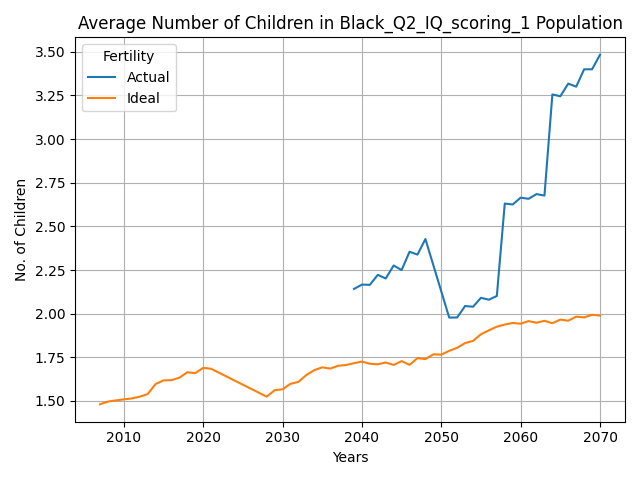 Average Number of Children in Black_Q2_IQ_scoring_1 Population
Fertility
Actual
Ideal
No. of Children
3.50
3.25
3.00
2.75
2.50
2.25
2.00
1.75
1.50
2010
2020
2030
2040
2050
2060
2070
Years